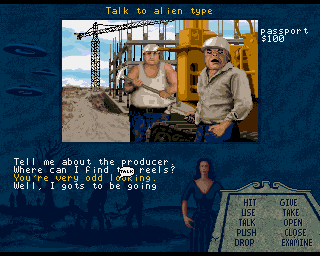 Talk to alien type
passport
$100
Tell me about the producer.
Where can I find reels?
TALK
You're very odd looking.
Well, I gots to be going
HIT GIVE
USE TAKE
TALK OPEN
PUSH CLOSE
DROP EXAMINE